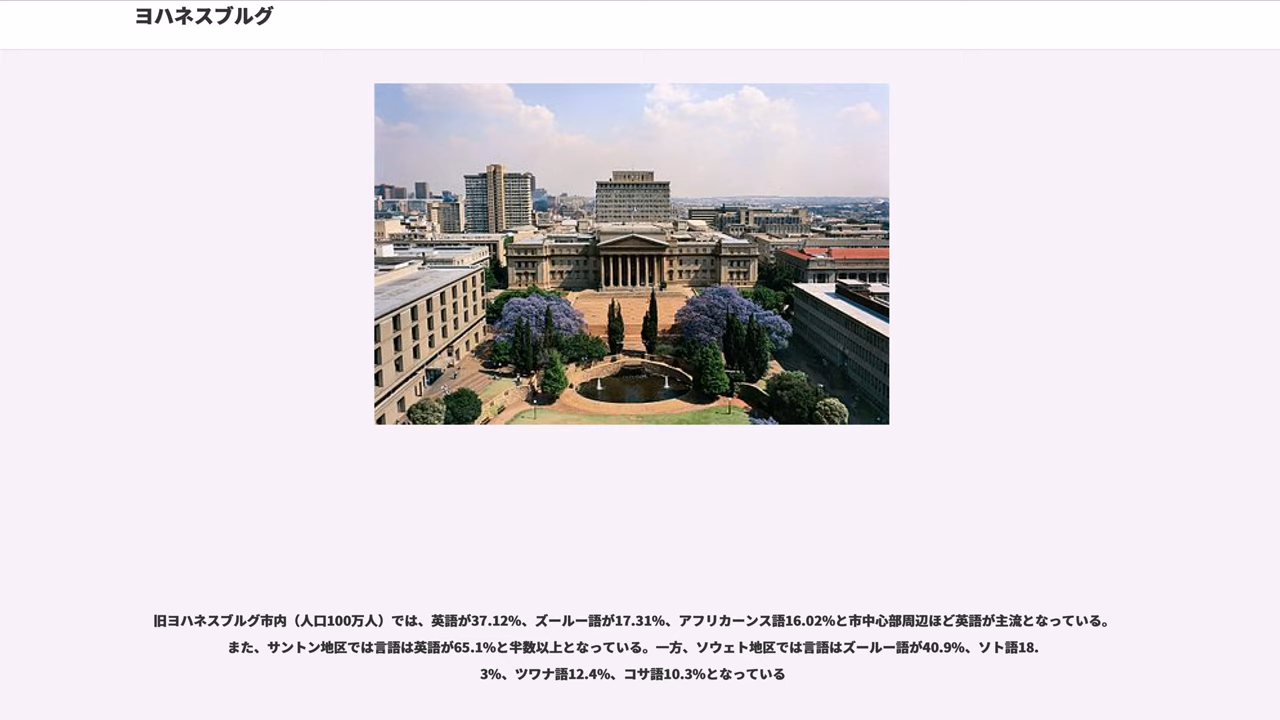 ヨハネスブルグ
旧ヨハネスブルグ市内（人口100万人）では、英語が37.12%、ズールー語が17.31%、アフリカーンス語16.02%と市中心部周辺ほど英語が主流となっている。
また、サントン地区では言語は英語が65.1%と半数以上となっている。一方、ソウェト地区では言語はズールー語が40.9%、ソト語18.
3%、ツワナ語12.4%、コサ語10.3%となっている